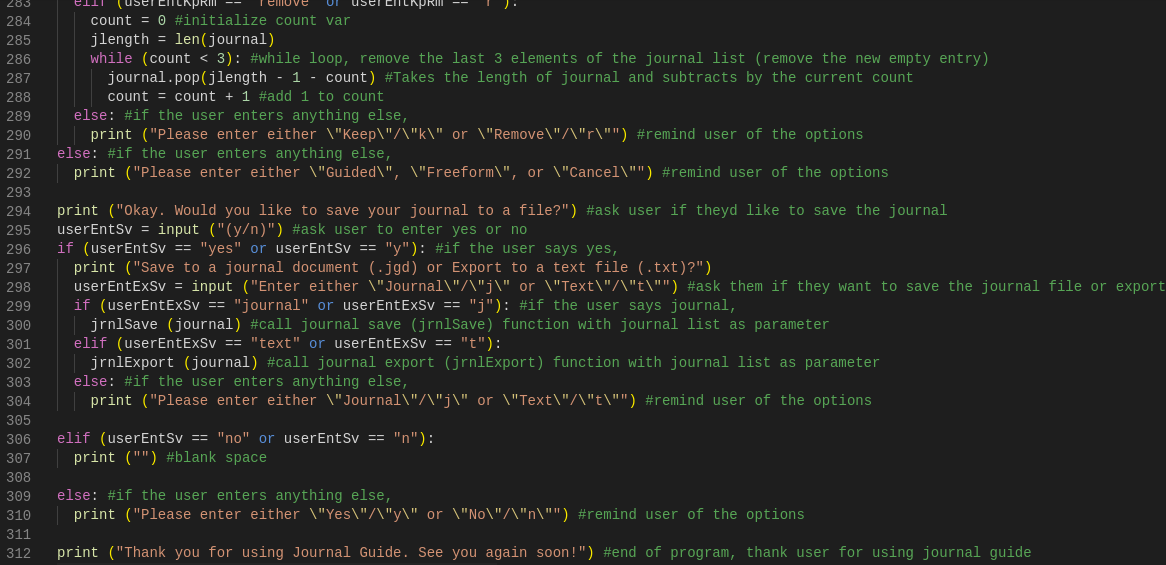 283 elif (userEntKpRm == "remove" or userEntKpRm == "r"):
284 count = 0 #initialize count var
285 jlength = len(journal)
286 while (count < 3): #while loop, remove the last 3 elements of the journal list (remove the new empty entry)
287 journal.pop(jlength - 1 - count) #Takes the length of journal and subtracts by the current count
288 count = count + 1 #add 1 to count
289 else: #if the user enters anything else,
290 print ("Please enter either \"Keep\"/\"k\" or \"Remove\"/\"r\"") #remind user of the options
291 else: #if the user enters anything else,
292 print ("Please enter either \"Guided\", \"Freeform\", or \"Cancel\"") #remind user of the options
293
294 print ("Okay. Would you like to save your journal to a file?") #ask user if theyd like to save the journal
295 userEntSv = input ("(y/n)") #ask user to enter yes or no
296 if (userEntSv == "yes" or userEntSv == "y"): #if the user says yes,
297 print ("Save to a journal document (.jgd) or Export to a text file (.txt)?")
298 userEntExSv = input ("Enter either \"Journal\"/\"j\" or \"Text\"/\"t\"") #ask them if they want to save the journal file or export
299 if (userEntExSv == "journal" or userEntExSv == "j"): #if the user says journal,
300 jrnlSave (journal) #call journal save (jrnlSave) function with journal list as parameter
301 elif (userEntExSv == "text" or userEntExSv == "t"):
302 jrnlExport (journal) #call journal export (jrnlExport) function with journal list as parameter
303 else: #if the user enters anything else,
304 print ("Please enter either \"Journal\"/\"j\" or \"Text\"/\"t\"") #remind user of the options
305
306 elif (userEntSv == "no" or userEntSv == "n"):
307 print ("") #blank space
308
309 else: #if the user enters anything else,
310 print ("Please enter either \"Yes\"/\"y\" or \"No\"/\"n\"") #remind user of the options
311
312 print ("Thank you for using Journal Guide. See you again soon!") #end of program, thank user for using journal guide